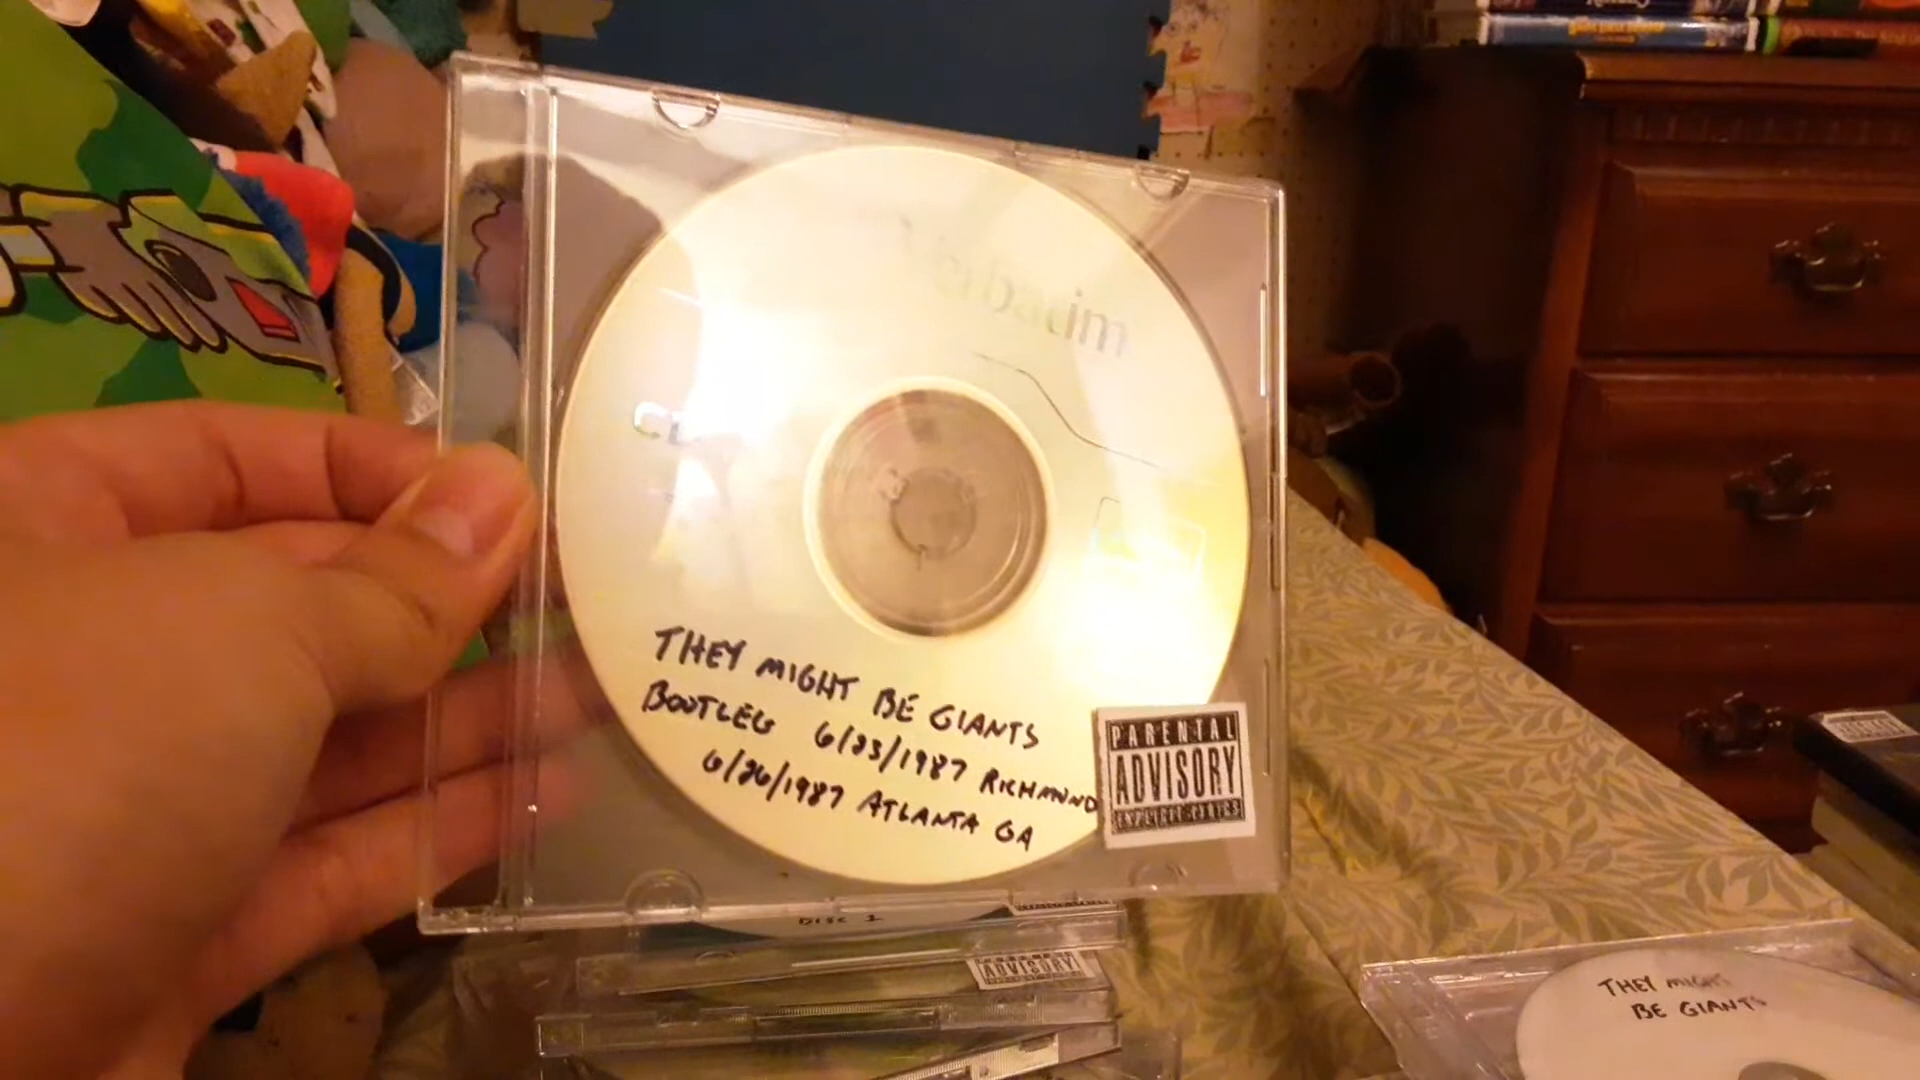 Verbatim
THEY MIGHT BE GIANTS
BOOTLEG 6/25/1987 RICHMOND
6/26/1987 ATLANTA GA
PARENTAL
ADVISORY
EXPLICIT LYRICS
DISC 1
ADVISORY
THEY MIGHT
BE GIANTS